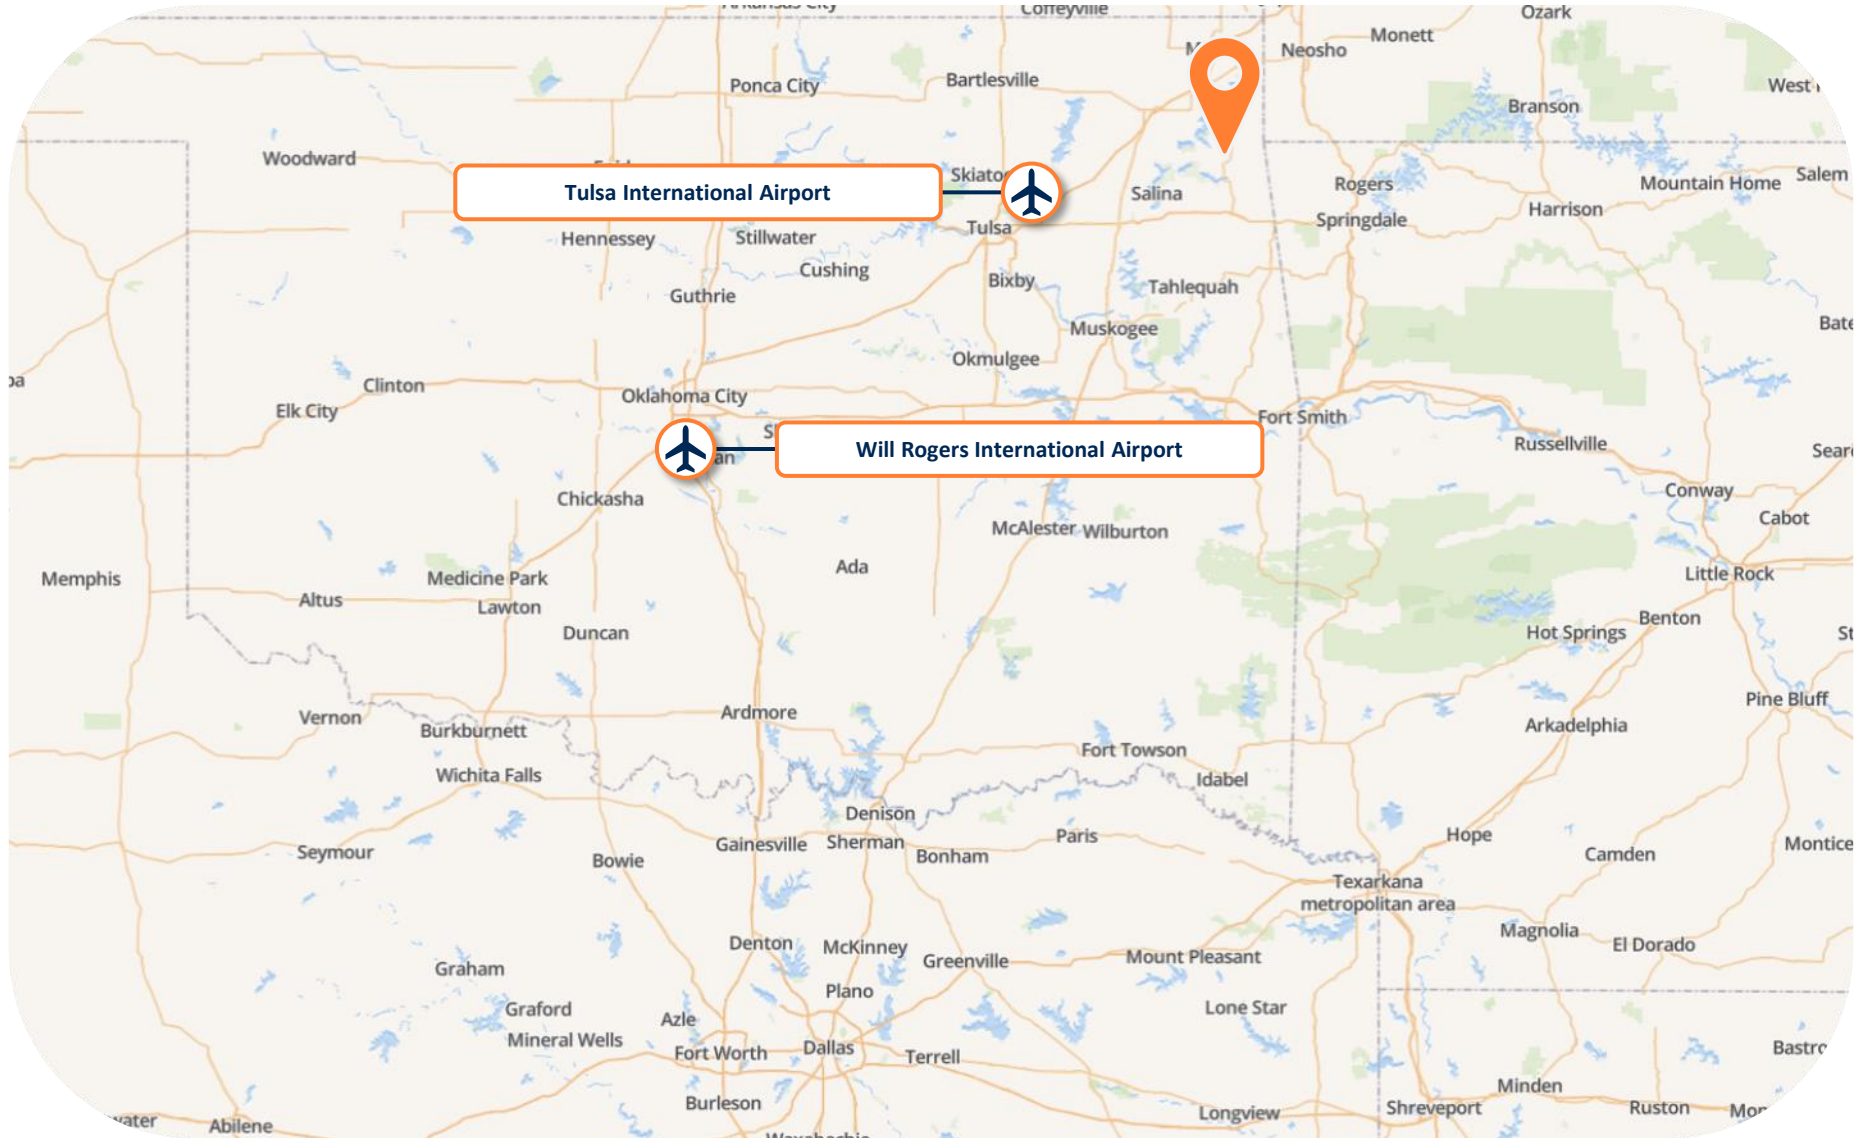 Arkansas City
Coffeyville
Ozark
Monett
Neosho
Ponca City
Bartlesville
West
Branson
Woodward
Tulsa International Airport
Salina
Rogers
Mountain Home
Salem
Harrison
Springdale
Tulsa
Hennessey
Stillwater
Cushing
Bixby
Tahlequah
Guthrie
Muskogee
Okmulgee
Clinton
Oklahoma City
Elk City
Fort Smith
Russellville
Will Rogers International Airport
Chickasha
Conway
Cabot
McAlester
Wilburton
Ada
Memphis
Medicine Park
Little Rock
Altus
Lawton
Benton
Duncan
Hot Springs
Pine Bluff
Vernon
Ardmore
Burkburnett
Arkadelphia
Fort Towson
Wichita Falls
Idabel
Denison
Seymour
Gainesville
Sherman
Bonham
Paris
Hope
Bowie
Camden
Texarkana
metropolitan area
Magnolia
El Dorado
Denton
McKinney
Greenville
Mount Pleasant
Graham
Plano
Graford
Lone Star
Azle
Mineral Wells
Fort Worth
Dallas
Terrell
Minden
Burleson
Longview
Shreveport
Ruston
Abilene